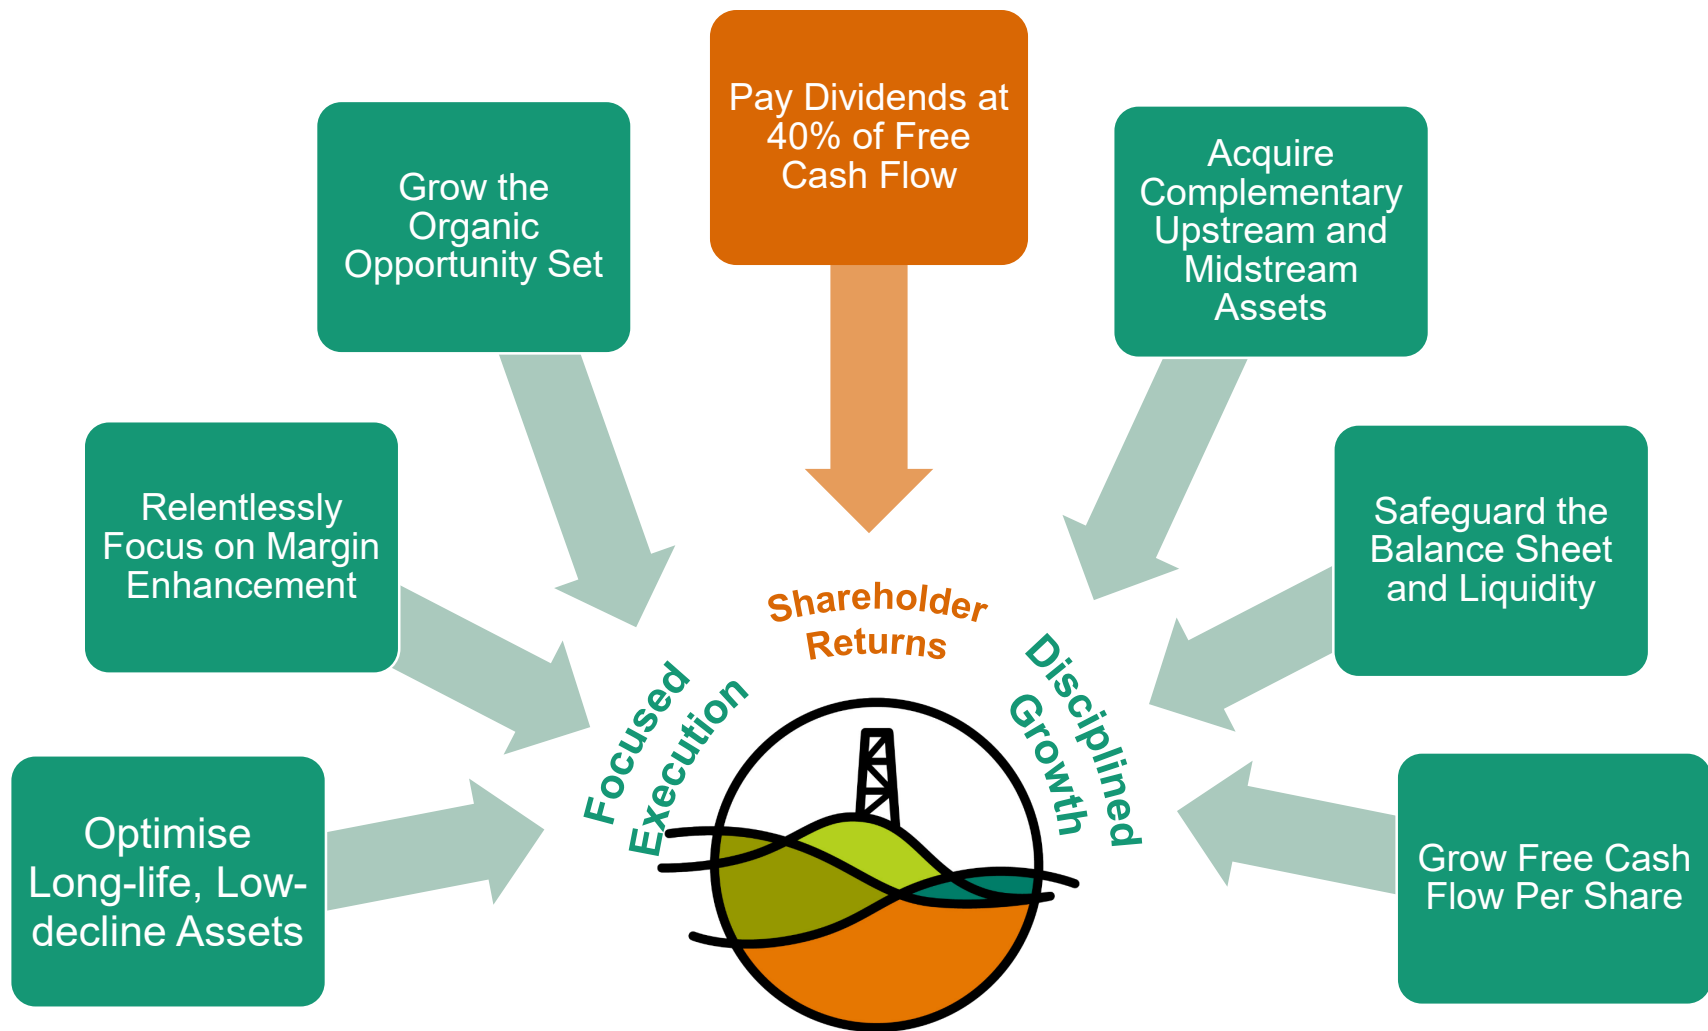 Pay Dividends at
40% of Free
Cash Flow
Grow the
Organic
Opportunity Set
Acquire
Complementary
Upstream and
Midstream
Assets
Relentlessly
Focus on Margin
Enhancement
Safeguard the
Balance Sheet
and Liquidity
Shareholder
Returns
Focused
Execution
Disciplined
Growth
Optimise
Long-life, Low-
decline Assets
Grow Free Cash
Flow Per Share